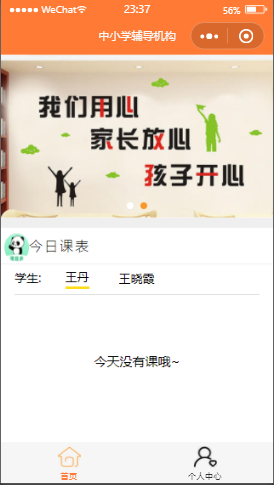 WeChat 23:37 56%
中小学辅导机构
我们用心
家长放心
孩子开心
今日课表
学生: 王丹 王晓霞
今天没有课哦~
首页 个人中心